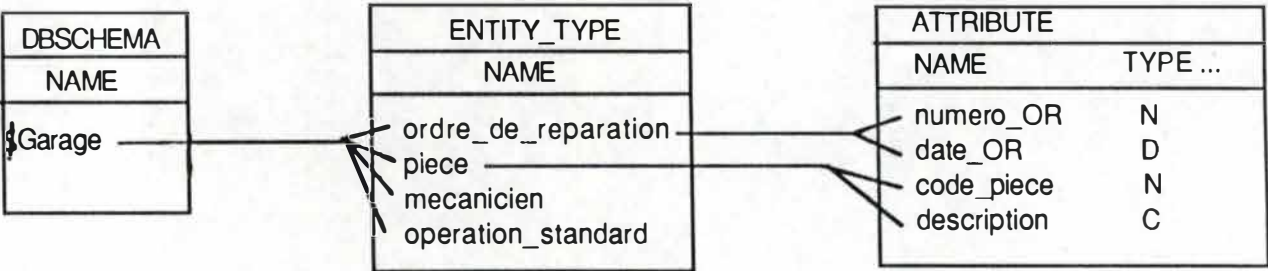 DBSCHEMA
NAME
$Garage
ENTITY_TYPE
NAME
ordre_de_reparation
piece
mecanicien
operation_standard
ATTRIBUTE
NAME TYPE ...
numero_OR N
date_OR D
code_piece N
description C